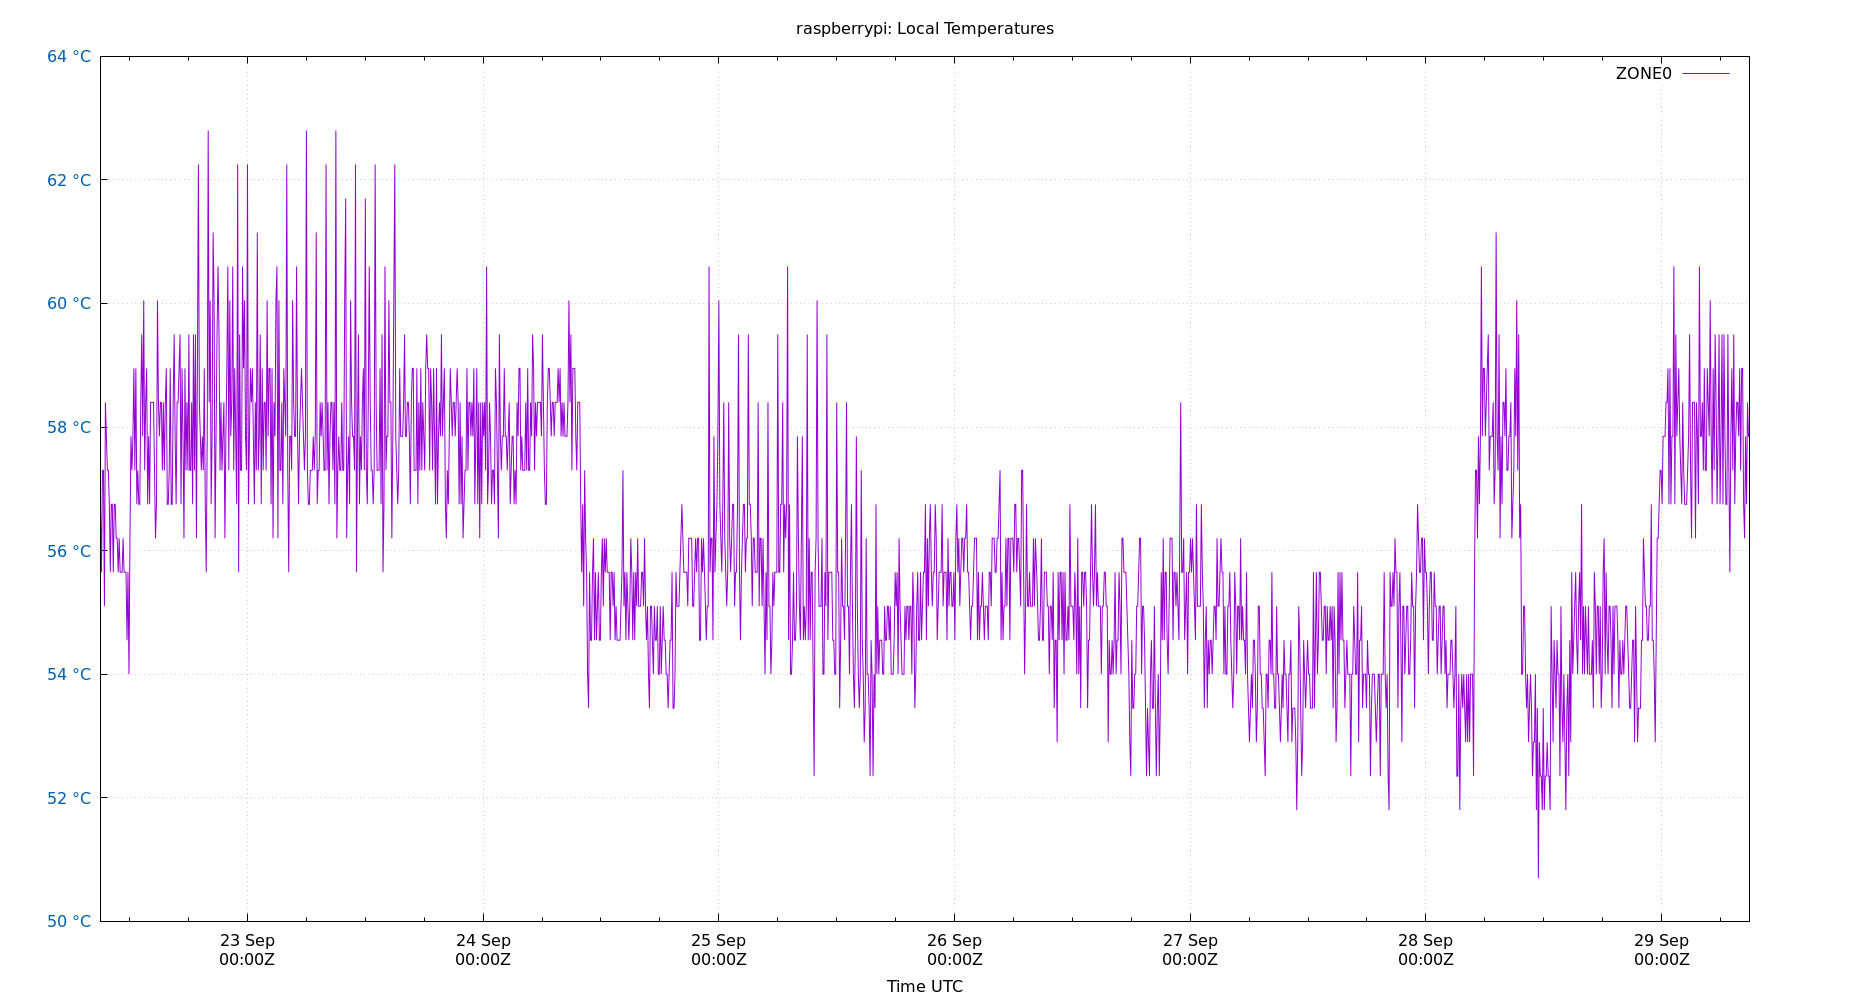 raspberrypi: Local Temperatures
64 °C
62 °C
60 °C
58 °C
56 °C
54 °C
52 °C
50 °C
ZONE0
23 Sep
00:00Z
24 Sep
00:00Z
25 Sep
00:00Z
26 Sep
00:00Z
27 Sep
00:00Z
28 Sep
00:00Z
29 Sep
00:00Z
Time UTC